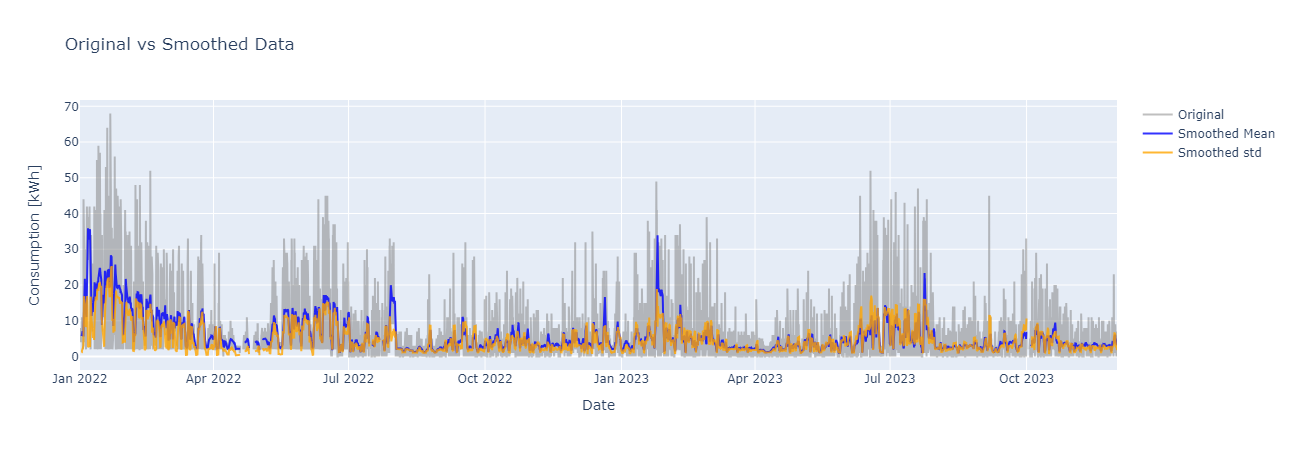 Original vs Smoothed Data
Consumption [kWh]
70
60
50
40
30
20
10
0
Jan 2022
Apr 2022
Jul 2022
Oct 2022
Jan 2023
Apr 2023
Jul 2023
Oct 2023
Date
Original
Smoothed Mean
Smoothed std